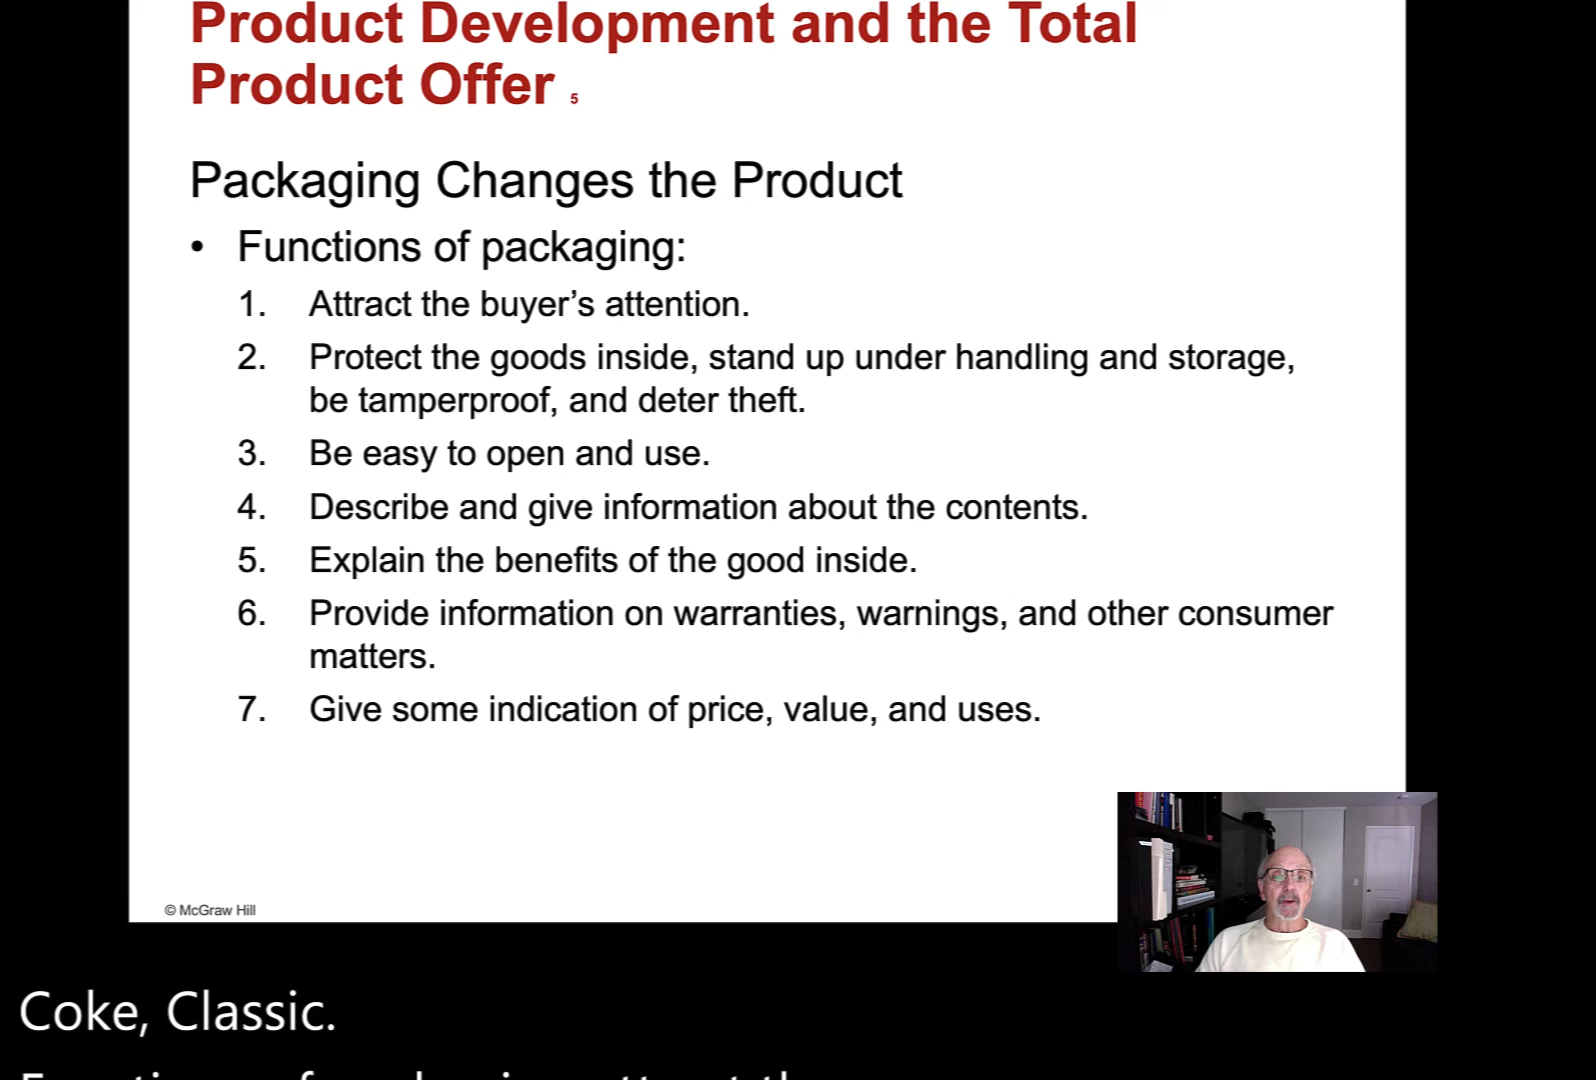 Product Development and the Total
Product Offer 5
Packaging Changes the Product
• Functions of packaging:
1. Attract the buyer’s attention.
2. Protect the goods inside, stand up under handling and storage,
be tamperproof, and deter theft.
3. Be easy to open and use.
4. Describe and give information about the contents.
5. Explain the benefits of the good inside.
6. Provide information on warranties, warnings, and other consumer
matters.
7. Give some indication of price, value, and uses.
© McGraw Hill
Coke, Classic.